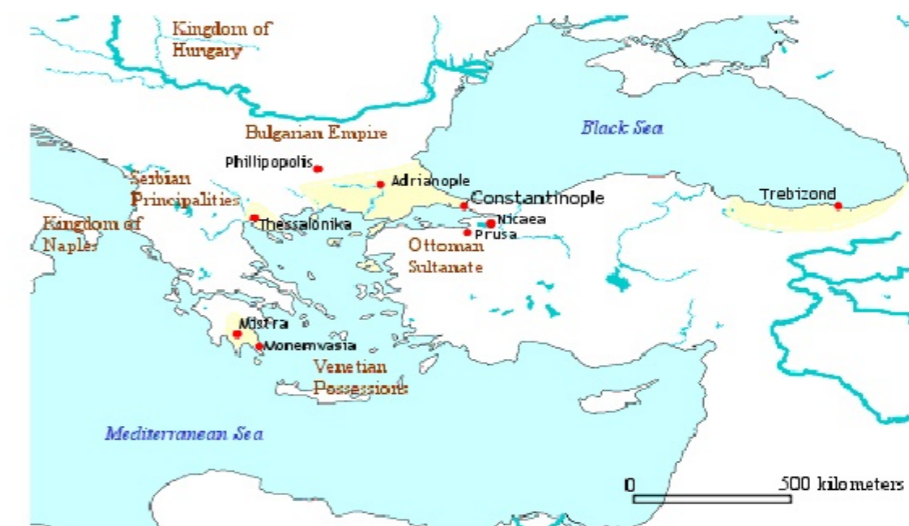 Kingdom of
Hungary
Bulgarian Empire
Black Sea
Phillipopolis
Adrianople
Serbian
Principalities
Constantinople
Trebizond
Kingdom of
Naples
Thessalonika
Nicaea
Prusa
Ottoman
Sultanate
Mistra
Monemvasia
Venetian
Possessions
Mediterranean Sea
0
500 kilometers